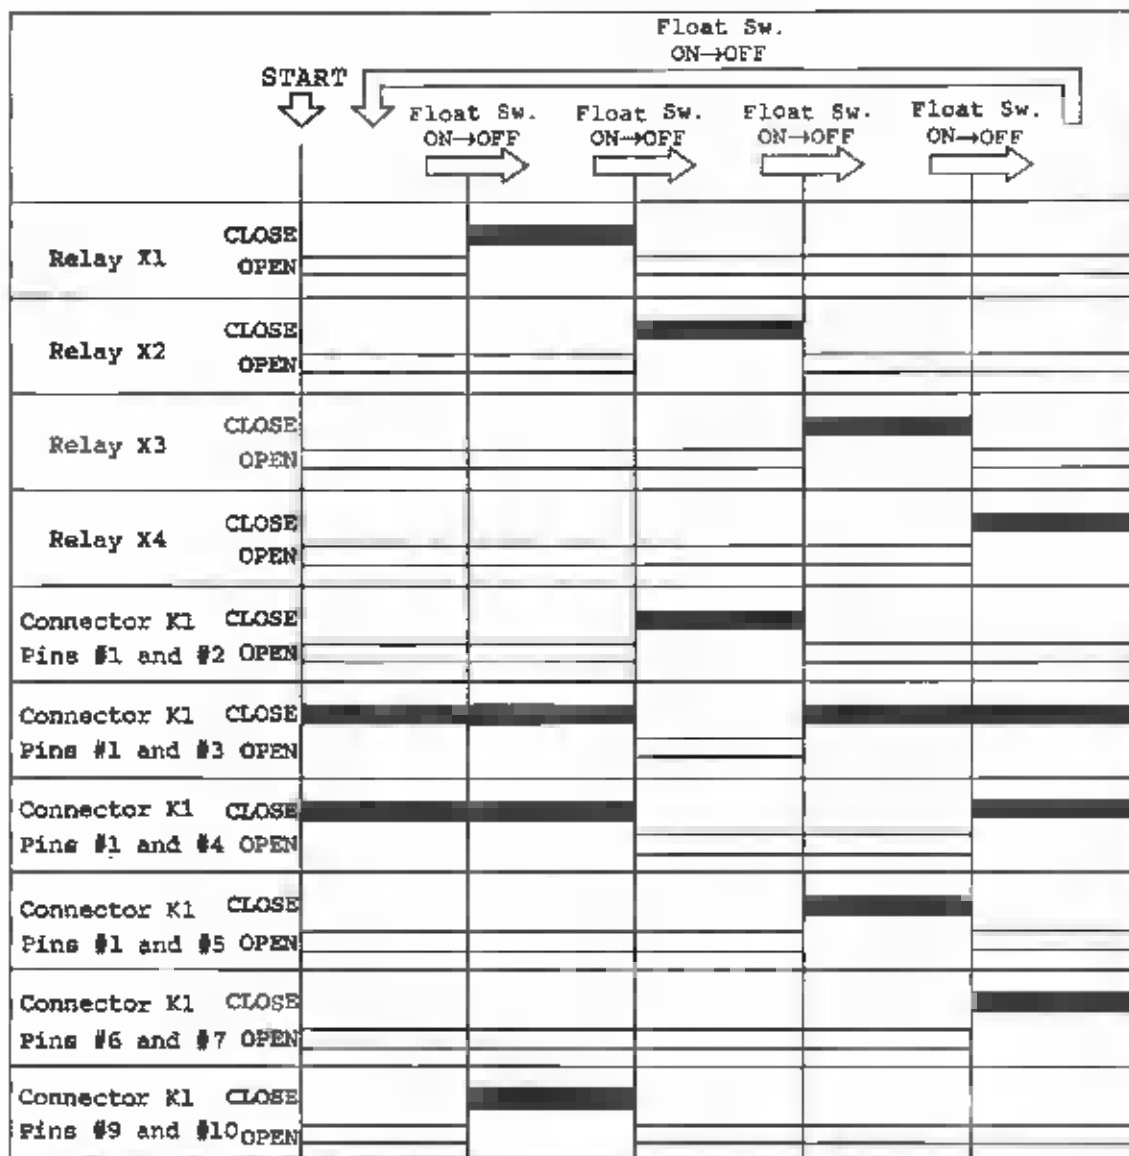 Float Sw.
ON→OFF
START
Float Sw.
ON→OFF
Float Sw.
ON→OFF
Float Sw.
ON→OFF
Float Sw.
ON→OFF
Relay X1
CLOSE
OPEN
Relay X2
CLOSE
OPEN
Relay X3
CLOSE
OPEN
Relay X4
CLOSE
OPEN
Connector K1 CLOSE
Pins #1 and #2 OPEN
Connector K1 CLOSE
Pins #1 and #3 OPEN
Connector K1 CLOSE
Pins #1 and #4 OPEN
Connector K1 CLOSE
Pins #1 and #5 OPEN
Connector K1 CLOSE
Pins #6 and #7 OPEN
Connector K1 CLOSE
Pins #9 and #10 OPEN